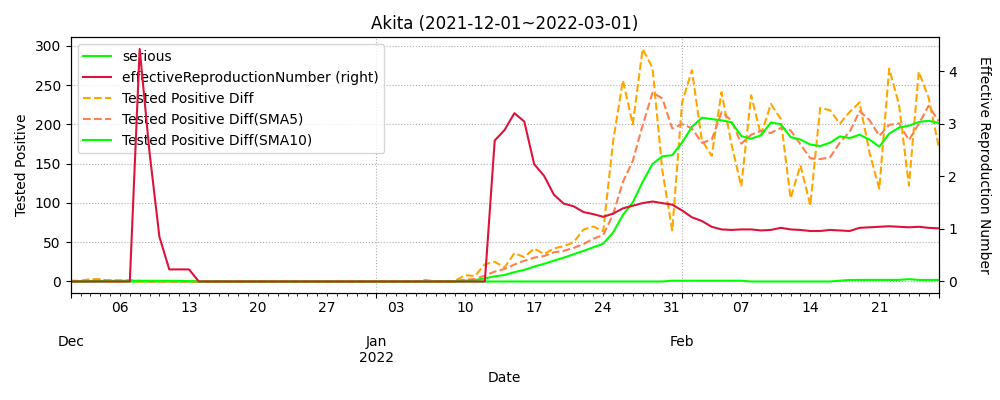 Akita (2021-12-01~2022-03-01)
serious
effectiveReproductionNumber (right)
Tested Positive Diff
Tested Positive Diff(SMA5)
Tested Positive Diff(SMA10)
Tested Positive
300
250
200
150
100
50
0
4
3
2
1
0
Effective Reproduction Number
06 13 20 27 03 10 17 24 31 07 14 21
Dec Jan Feb
2022
Date